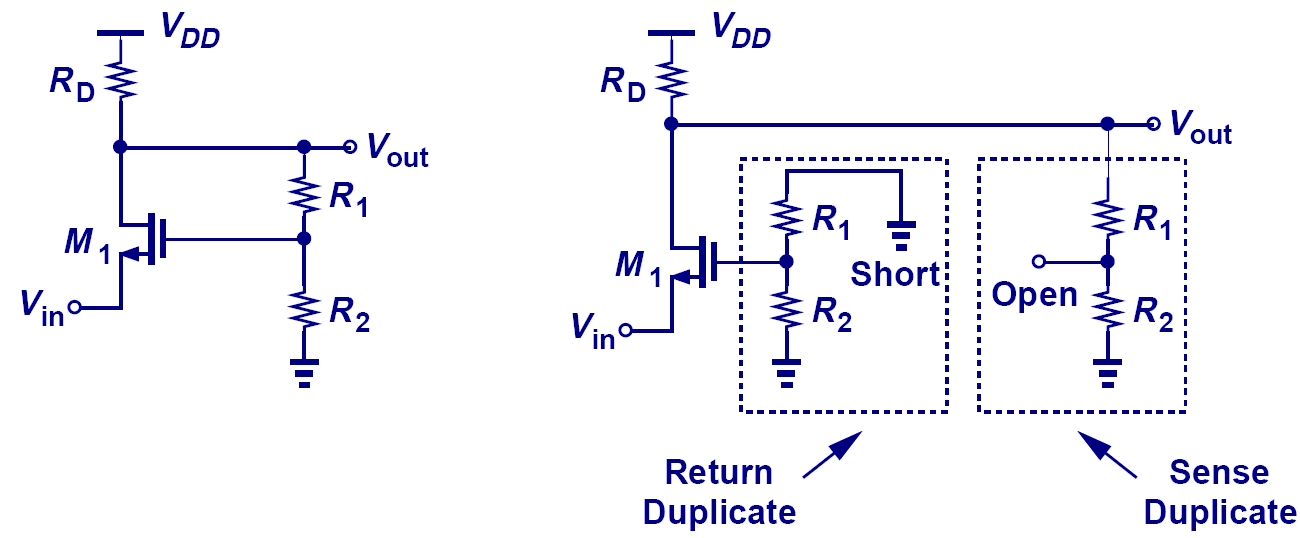 VDD
RD
Vout
R1
M1
Vin
R2
VDD
RD
Vout
R1
R1
M1
Short
Open
R2
R2
Vin
Return
Duplicate
Sense
Duplicate